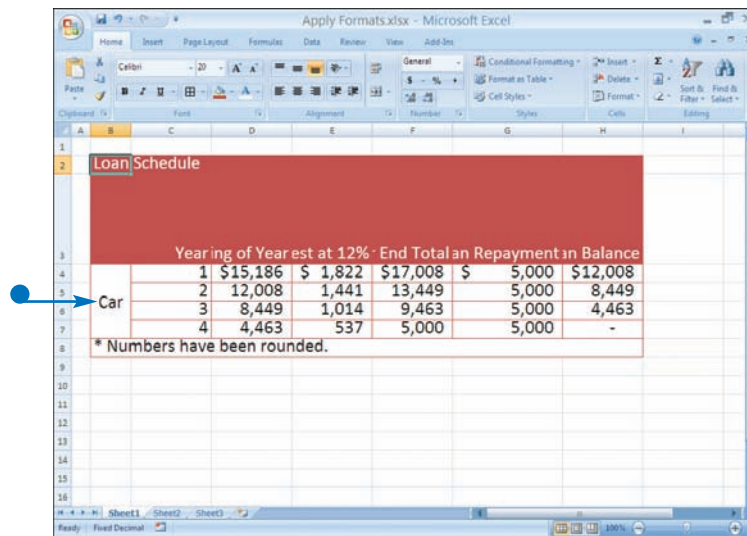 Apply Formats.xlsx - Microsoft Excel
Home Insert Page Layout Formulas Data Review View Add-Ins
Calibri 20 A A General Conditional Formatting Insert Σ
Paste B I U A $ % , Format as Table Delete Sort & Find &
Cell Styles Format Filter Select
Clipboard Font Alignment Number Styles Cells Editing
A B C D E F G H I
1
2 Loan Schedule
3 Year ing of Year est at 12% End Total an Repayment an Balance
4 1 $15,186 $ 1,822 $17,008 $ 5,000 $12,008
5 2 12,008 1,441 13,449 5,000 8,449
Car
6 3 8,449 1,014 9,463 5,000 4,463
7 4 4,463 537 5,000 5,000 -
8 * Numbers have been rounded.
9
10
11
12
13
14
15
16
Sheet1 Sheet2 Sheet3
Ready Fixed Decimal 100%